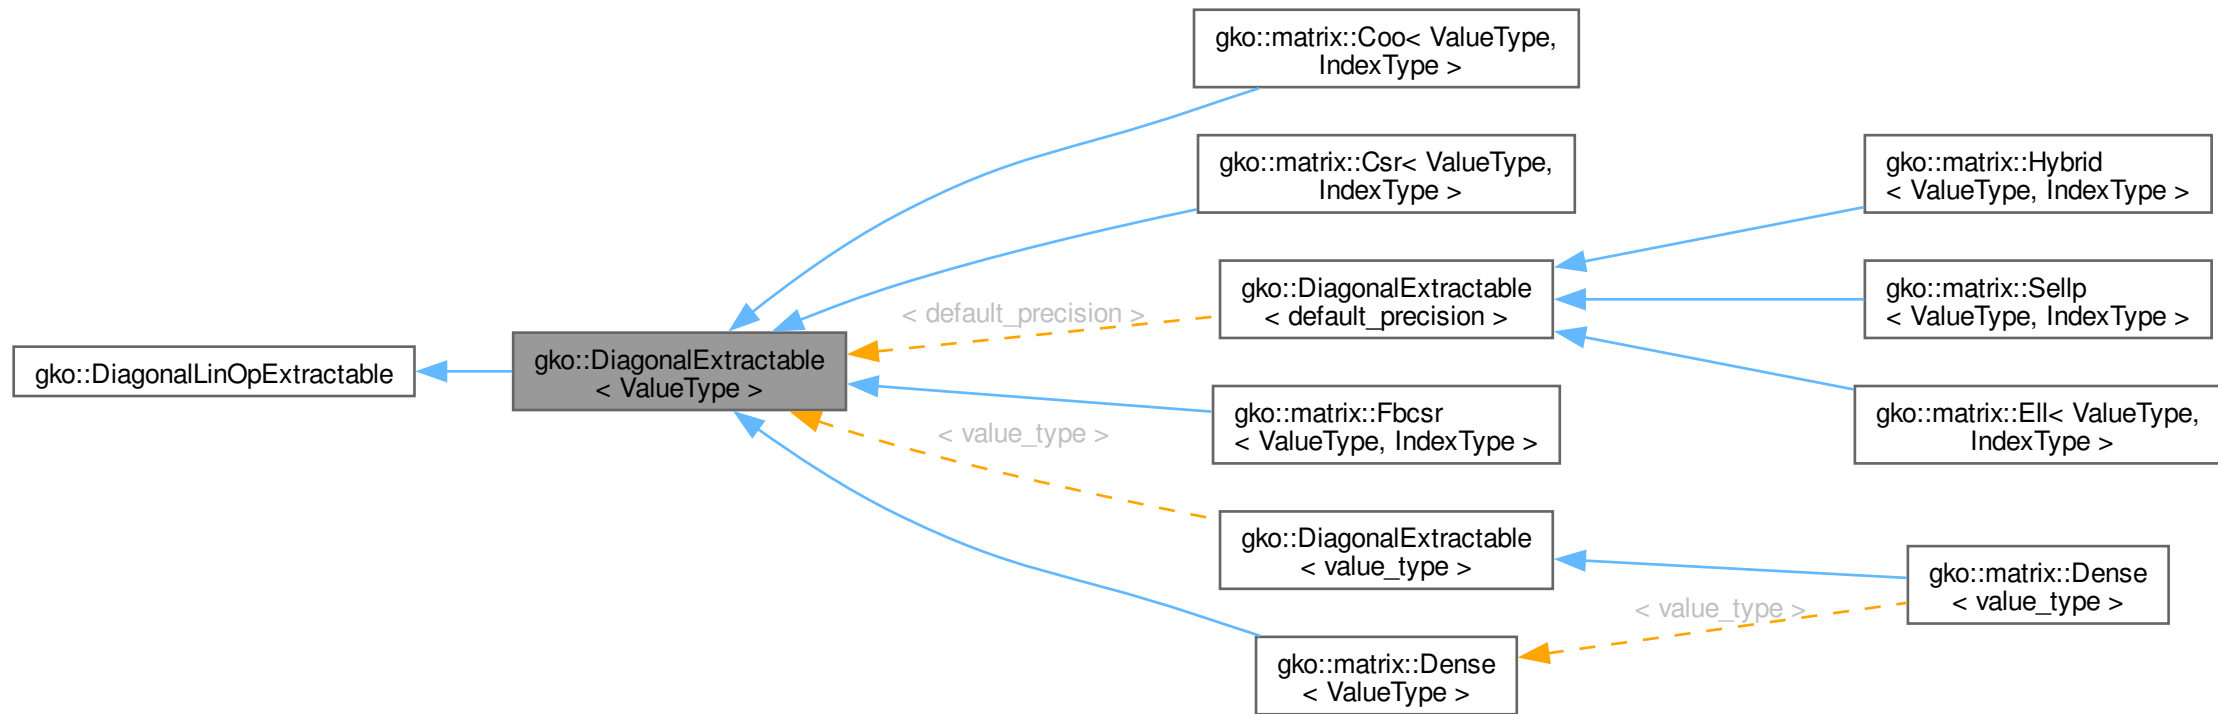 gko::matrix::Coo< ValueType,
IndexType >
gko::matrix::Csr< ValueType,
IndexType >
gko::matrix::Hybrid
< ValueType, IndexType >
gko::DiagonalExtractable
< default_precision >
gko::matrix::Sellp
< ValueType, IndexType >
< default_precision >
gko::DiagonalLinOpExtractable
gko::DiagonalExtractable
< ValueType >
gko::matrix::Fbcsr
< ValueType, IndexType >
gko::matrix::Ell< ValueType,
IndexType >
< value_type >
gko::DiagonalExtractable
< value_type >
gko::matrix::Dense
< value_type >
< value_type >
gko::matrix::Dense
< ValueType >